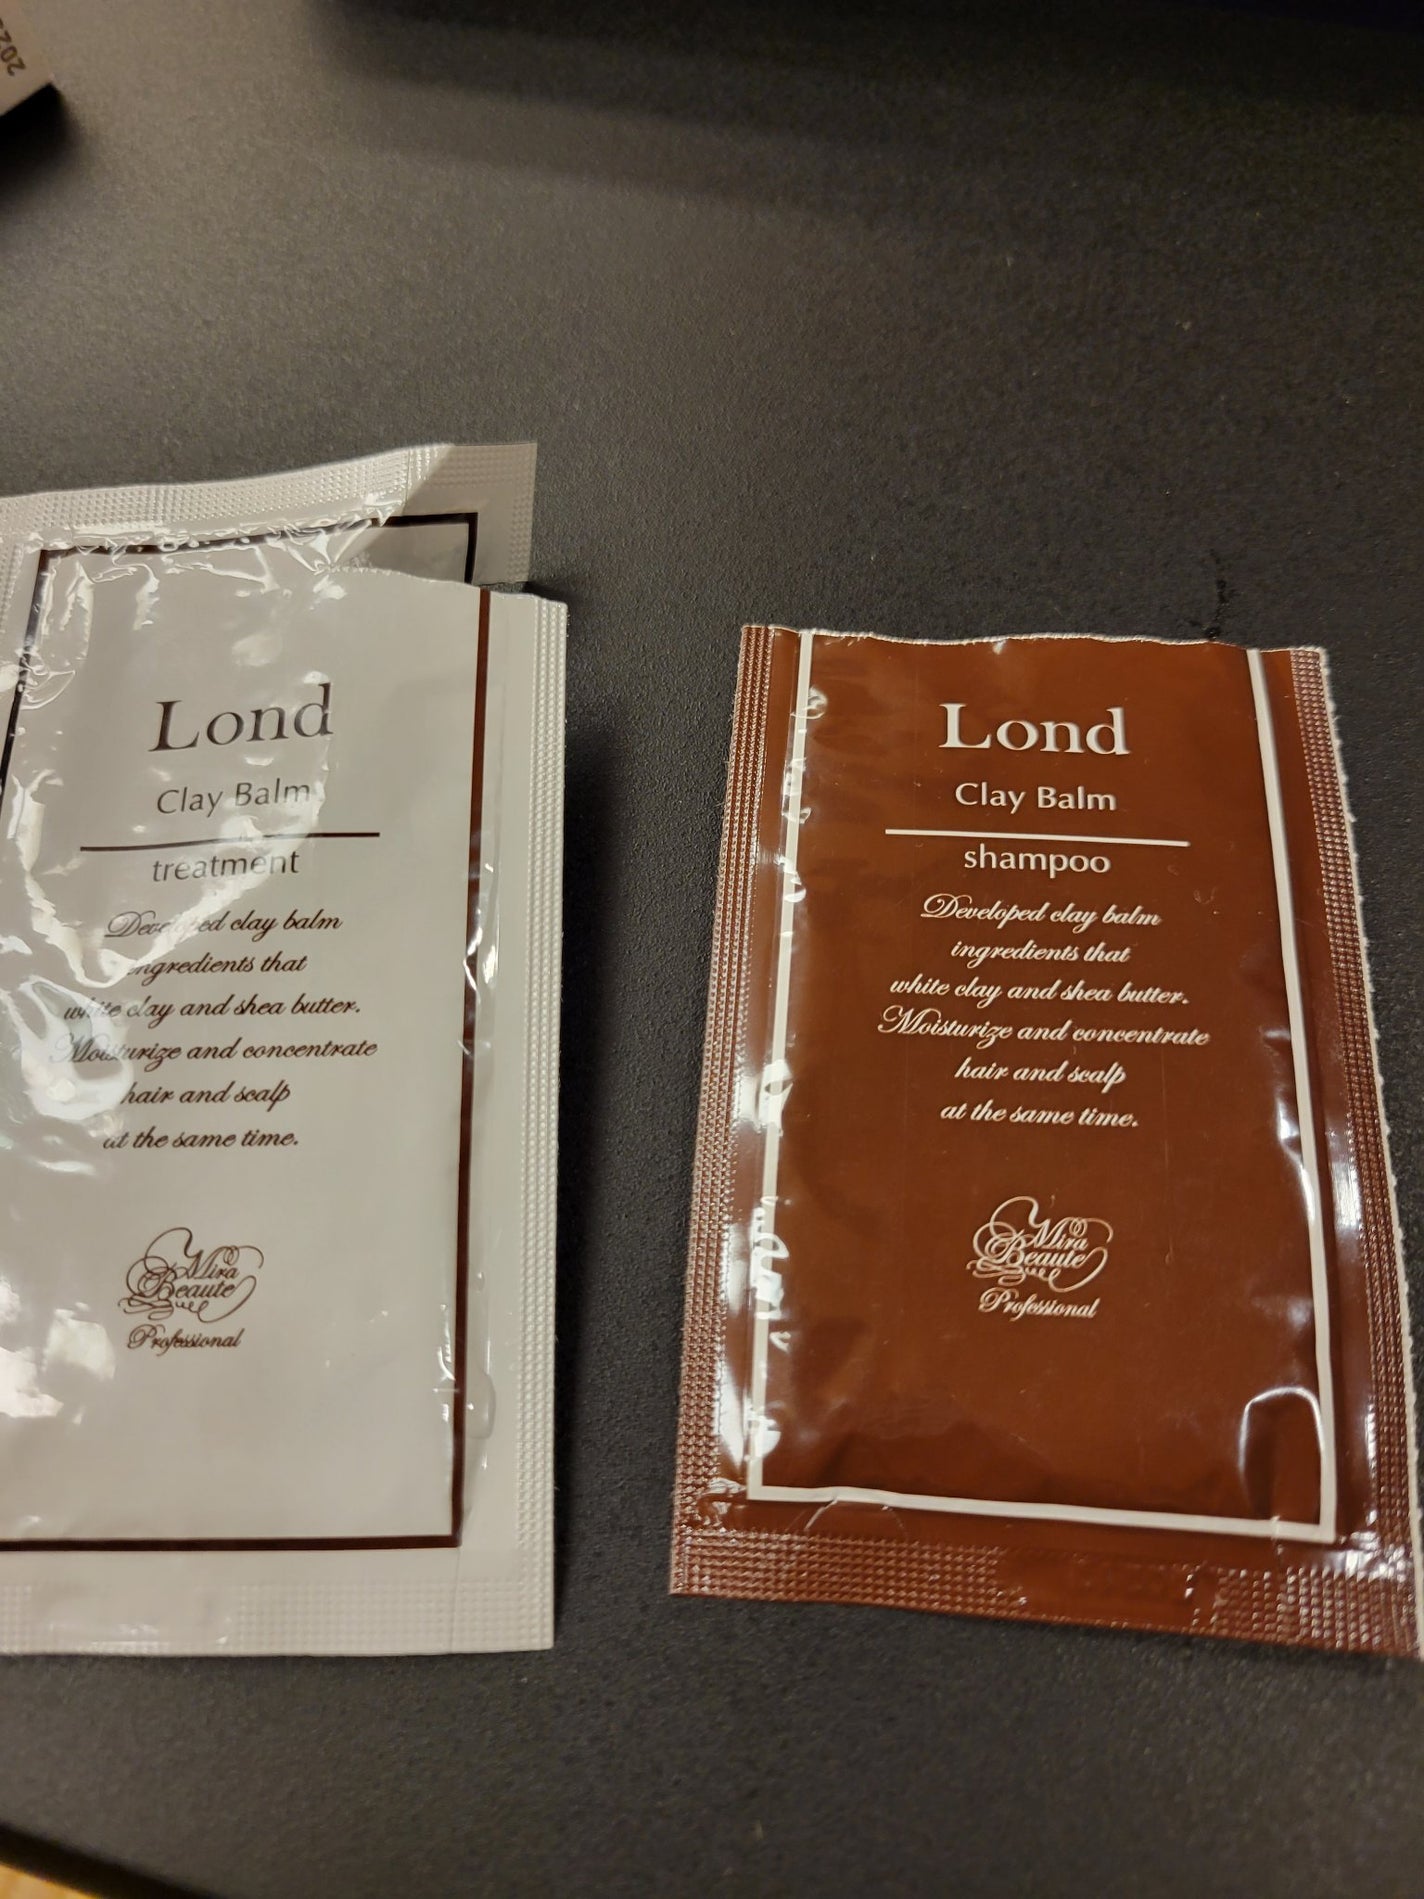 Lond
Clay Balm
treatment
Developed clay balm
ingredients that
white clay and shea butter.
Moisturize and concentrate
hair and scalp
at the same time.
Mira
Beaute
Professional
Lond
Clay Balm
shampoo
Developed clay balm
ingredients that
white clay and shea butter.
Moisturize and concentrate
hair and scalp
at the same time.
Mira
Beaute
Professional